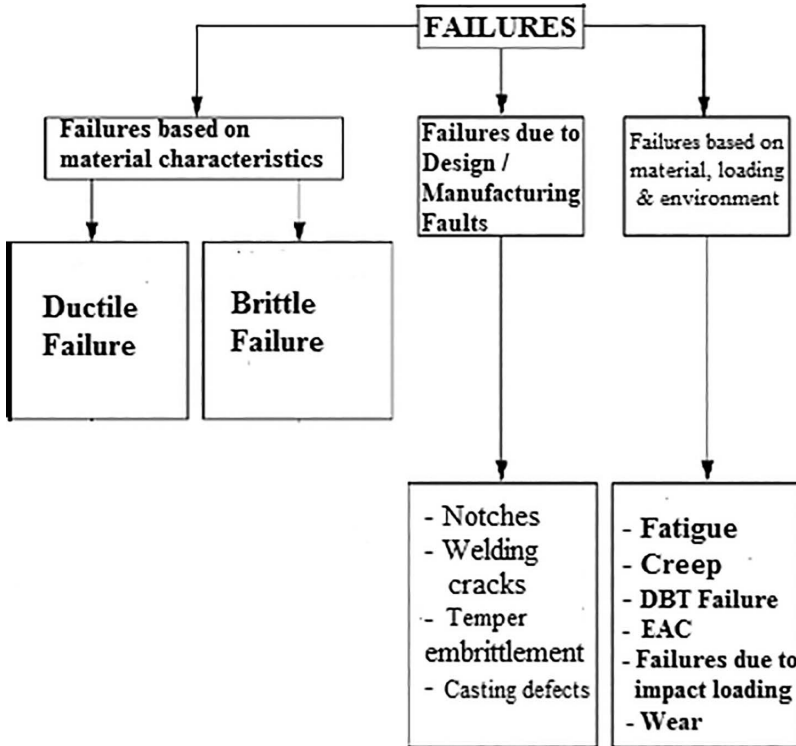 FAILURES
Failures based on
material characteristics
Failures due to
Design /
Manufacturing
Faults
Failures based on
material, loading
& environment
Ductile
Failure
Brittle
Failure
- Notches
- Welding
cracks
- Temper
embrittlement
- Casting defects
- Fatigue
- Creep
- DBT Failure
- EAC
- Failures due to
impact loading
- Wear